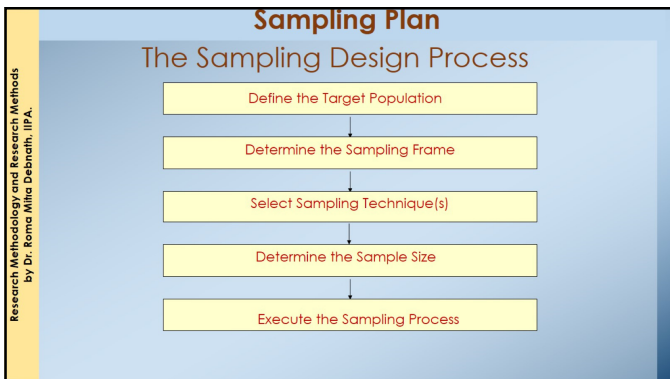 Sampling Plan
The Sampling Design Process
Define the Target Population
Determine the Sampling Frame
Select Sampling Technique(s)
Determine the Sample Size
Execute the Sampling Process
Research Methodology and Research Methods
by Dr. Roma Mitra Debnath, IIPA.